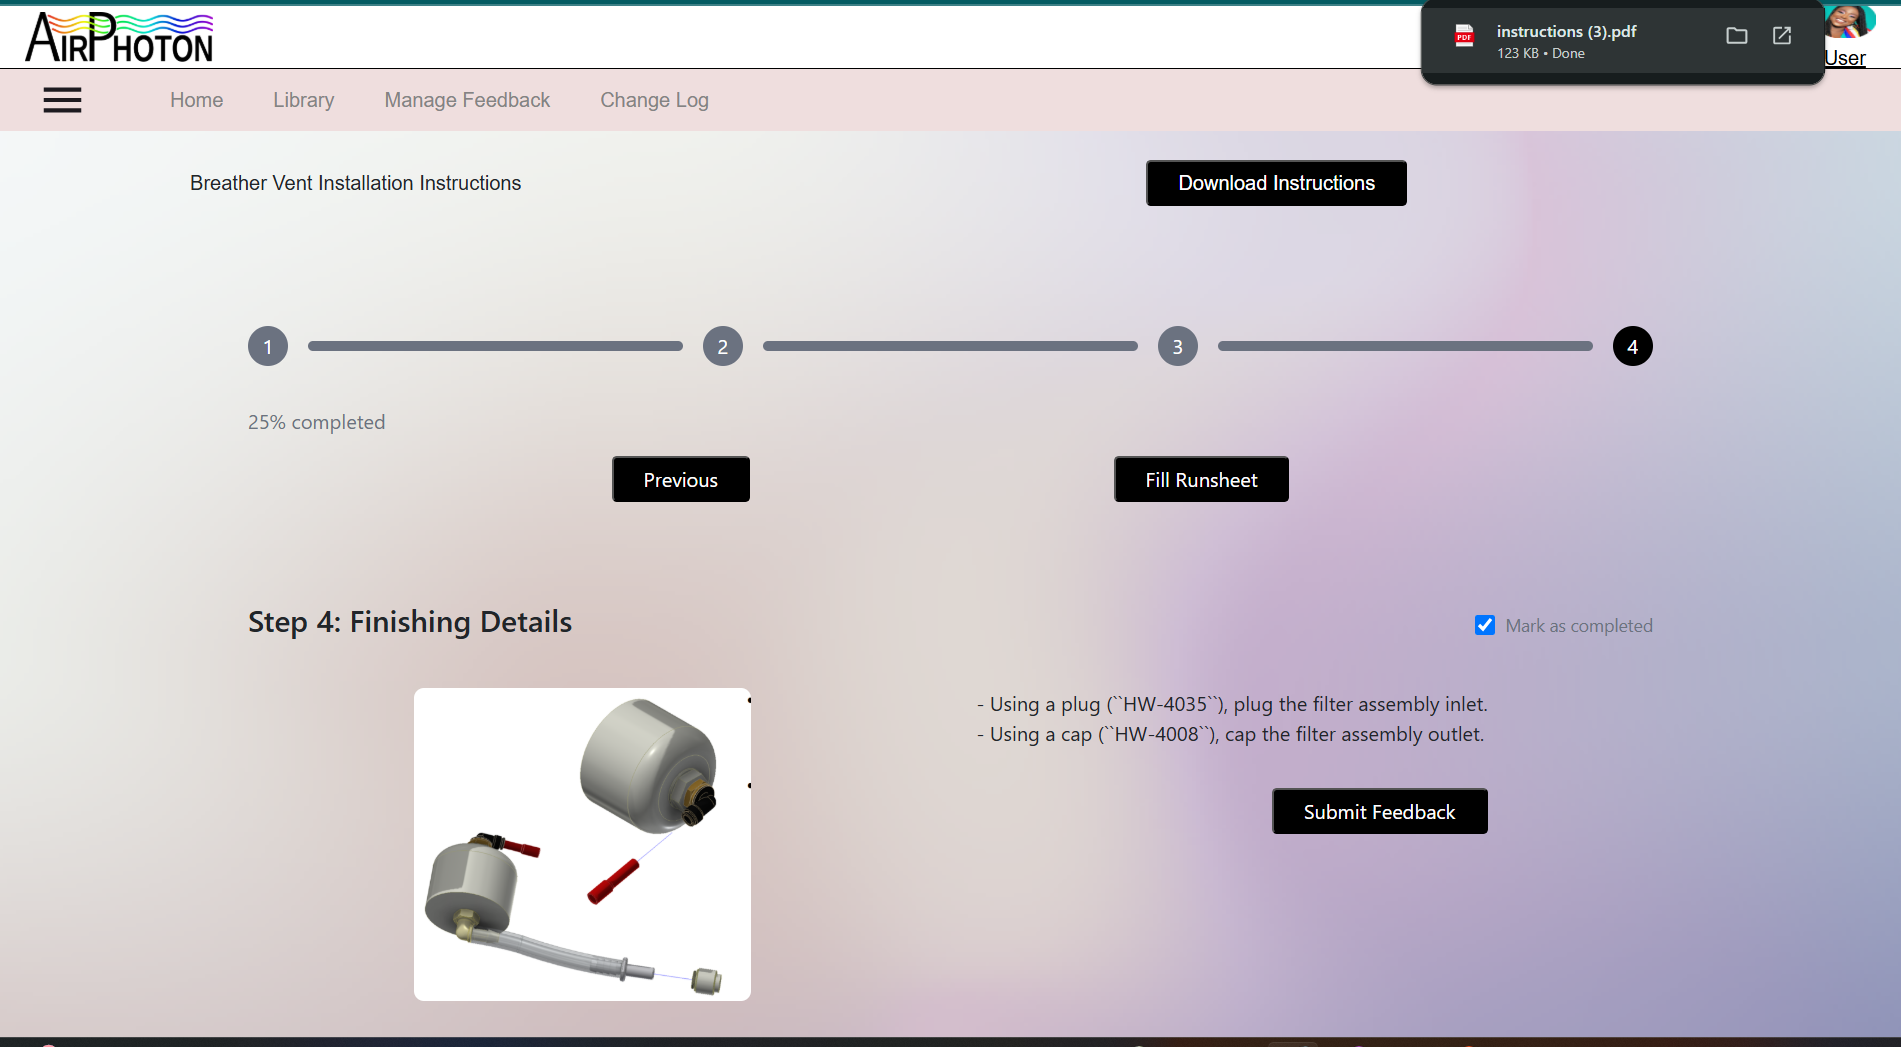 AIRPHOTON
instructions (3).pdf
PDF
123 KB • Done
User
Home
Library
Manage Feedback
Change Log
Breather Vent Installation Instructions
Download Instructions
1
2
3
4
25% completed
Previous
Fill Runsheet
Step 4: Finishing Details
Mark as completed
- Using a plug (``HW-4035``), plug the filter assembly inlet.
- Using a cap (``HW-4008``), cap the filter assembly outlet.
Submit Feedback